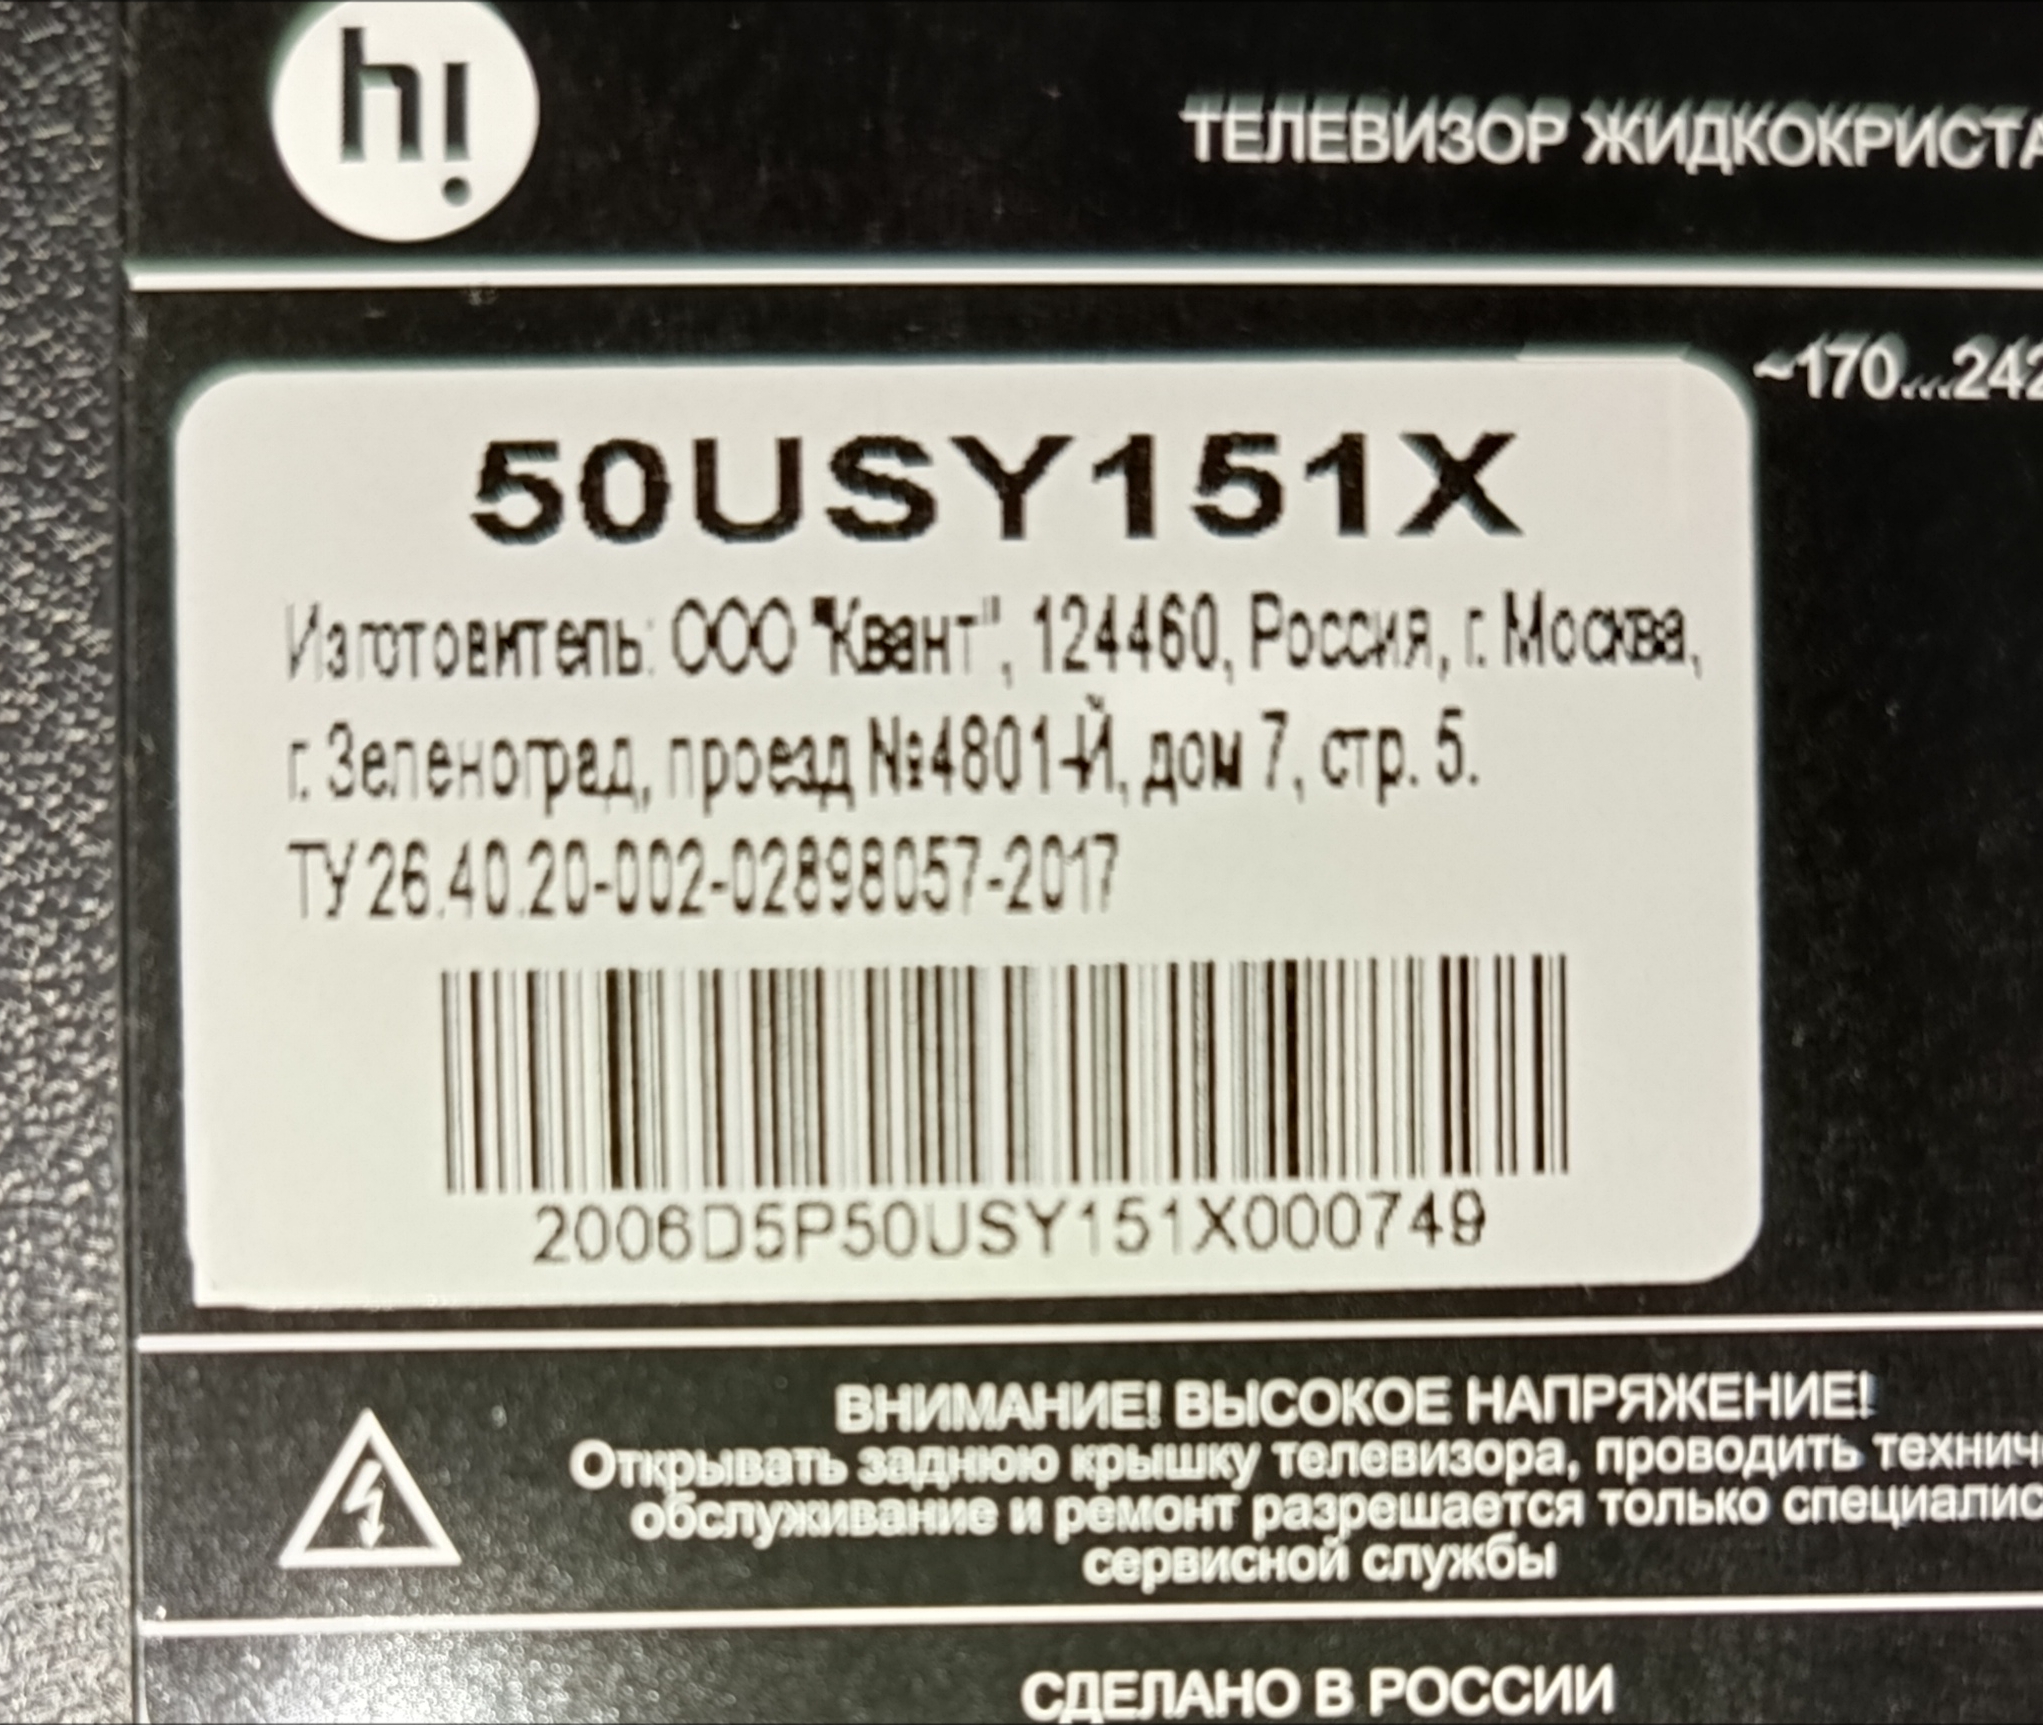 hi
ТЕЛЕВИЗОР ЖИДКОКРИСТА
~170...242
50USY151X
Изготовитель: ООО "Квант", 124460, Россия, г. Москва,
г. Зеленоград, проезд №4801-Й, дом 7, стр. 5.
ТУ 26.40.20-002-02898057-2017
2006D5P50USY151X000749
ВНИМАНИЕ! ВЫСОКОЕ НАПРЯЖЕНИЕ!
Открывать заднюю крышку телевизора, проводить технич
обслуживание и ремонт разрешается только специалис
сервисной службы
СДЕЛАНО В РОССИИ